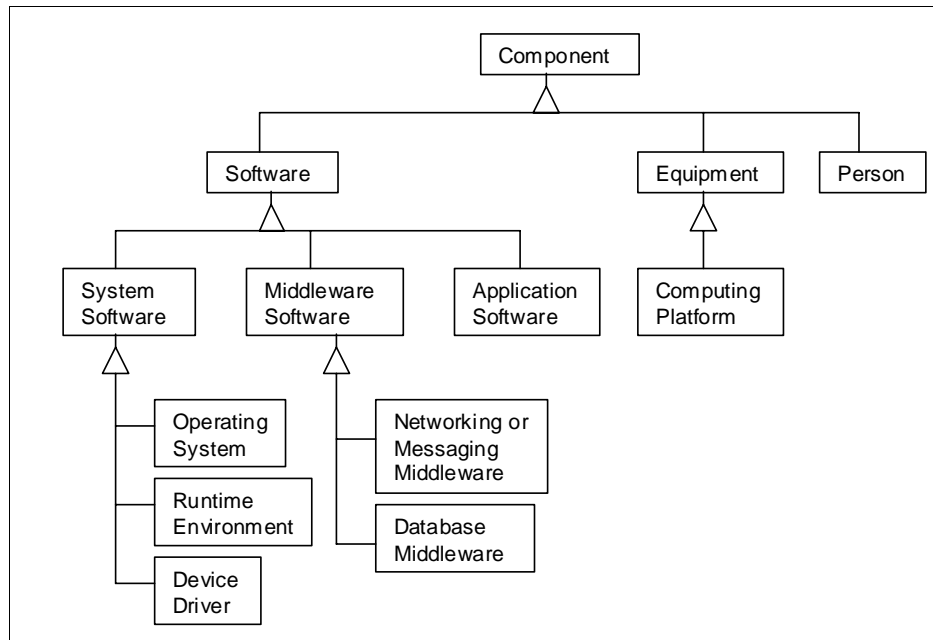 Component
Software
Equipment
Person
System
Software
Middleware
Software
Application
Software
Computing
Platform
Operating
System
Networking or
Messaging
Middleware
Runtime
Environment
Database
Middleware
Device
Driver